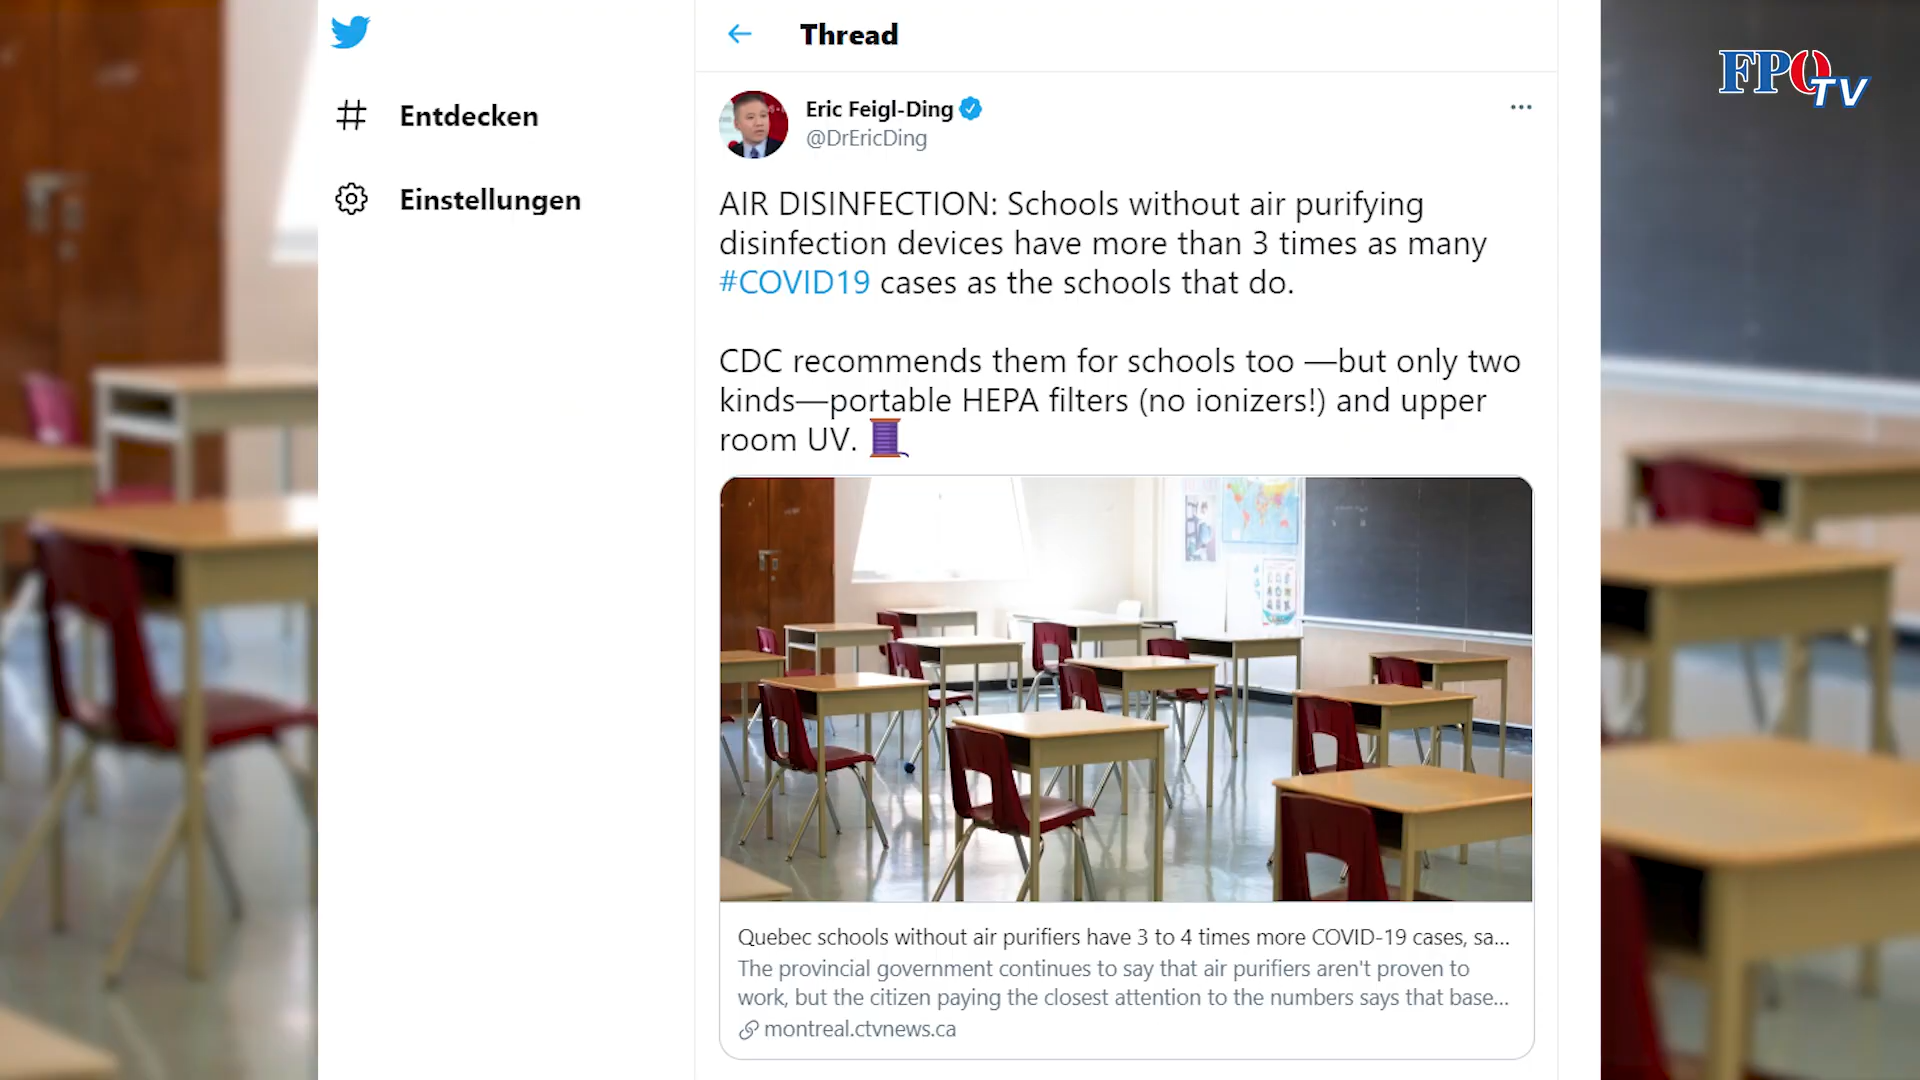 Thread
FPÖ TV
Entdecken
Einstellungen
Eric Feigl-Ding
@DrEricDing
AIR DISINFECTION: Schools without air purifying
disinfection devices have more than 3 times as many
#COVID19 cases as the schools that do.
CDC recommends them for schools too —but only two
kinds—portable HEPA filters (no ionizers!) and upper
room UV.
Quebec schools without air purifiers have 3 to 4 times more COVID-19 cases, sa...
The provincial government continues to say that air purifiers aren't proven to
work, but the citizen paying the closest attention to the numbers says that base...
montreal.ctvnews.ca